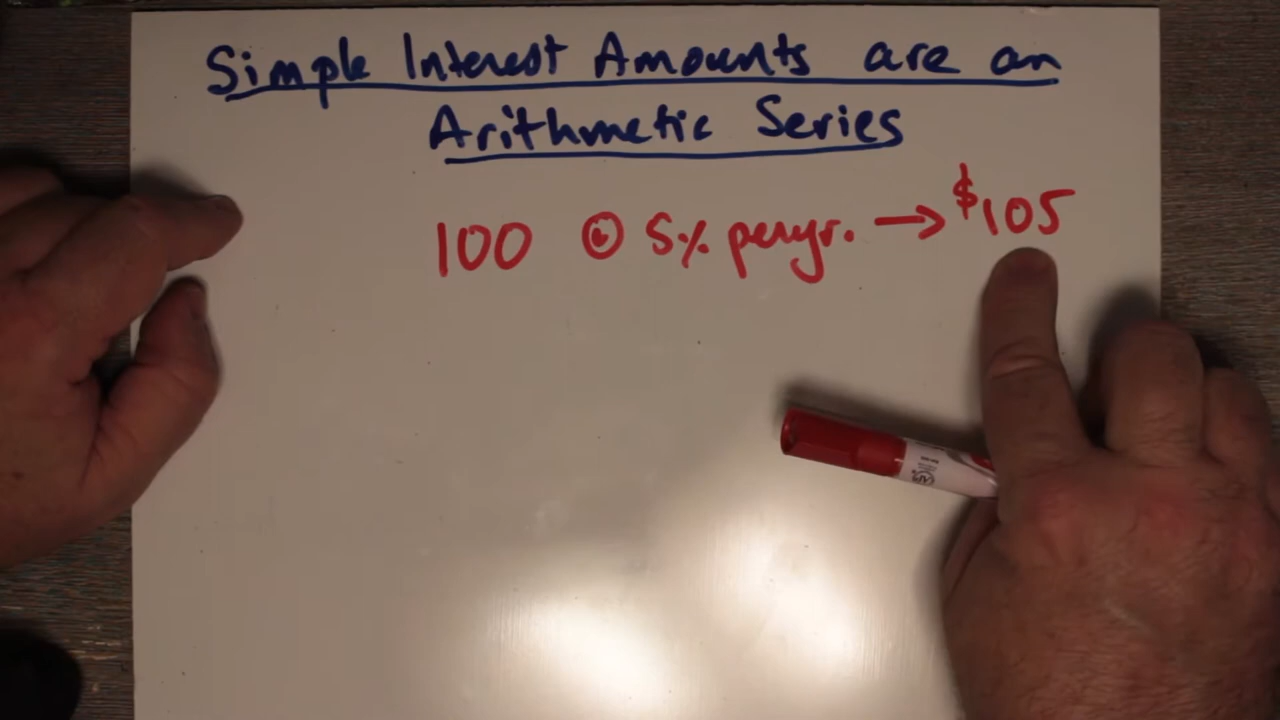 Simple Interest Amounts are an
Arithmetic Series
100 @ 5% per yr. → $105